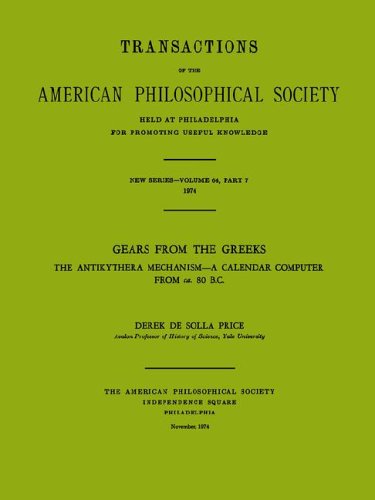 TRANSACTIONS
OF THE
AMERICAN PHILOSOPHICAL SOCIETY
HELD AT PHILADELPHIA
FOR PROMOTING USEFUL KNOWLEDGE
NEW SERIES—VOLUME 64, PART 7
1974
GEARS FROM THE GREEKS
THE ANTIKYTHERA MECHANISM—A CALENDAR COMPUTER
FROM ca. 80 B.C.
DEREK DE SOLLA PRICE
Avalon Professor of History of Science, Yale University
THE AMERICAN PHILOSOPHICAL SOCIETY
INDEPENDENCE SQUARE
PHILADELPHIA
November, 1974